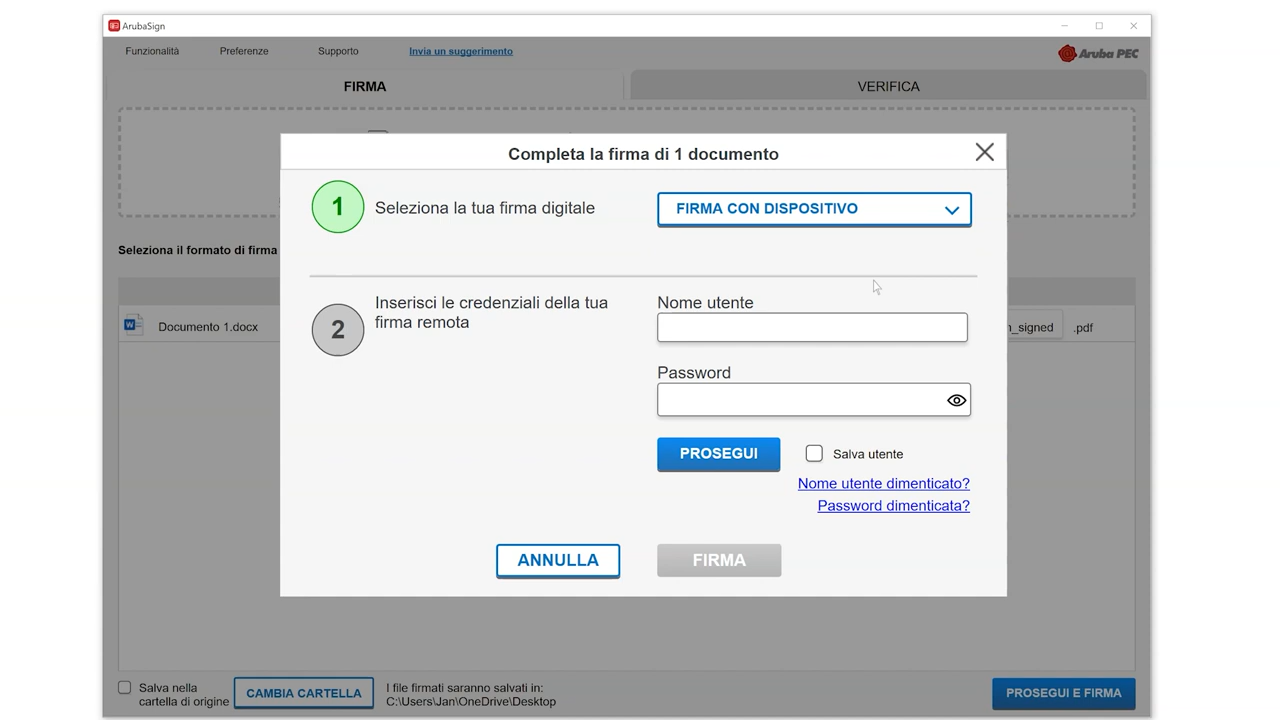 ArubaSign
Funzionalità Preferenze Supporto Invia un suggerimento
Aruba PEC
FIRMA VERIFICA
Completa la firma di 1 documento
1 Seleziona la tua firma digitale FIRMA CON DISPOSITIVO
Seleziona il formato di firma
2 Inserisci le credenziali della tua
firma remota
Nome utente
Documento 1.docx
_signed .pdf
Password
PROSEGUI Salva utente
Nome utente dimenticato?
Password dimenticata?
ANNULLA FIRMA
Salva nella
cartella di origine
CAMBIA CARTELLA
I file firmati saranno salvati in:
C:\Users\Jan\OneDrive\Desktop
PROSEGUI E FIRMA